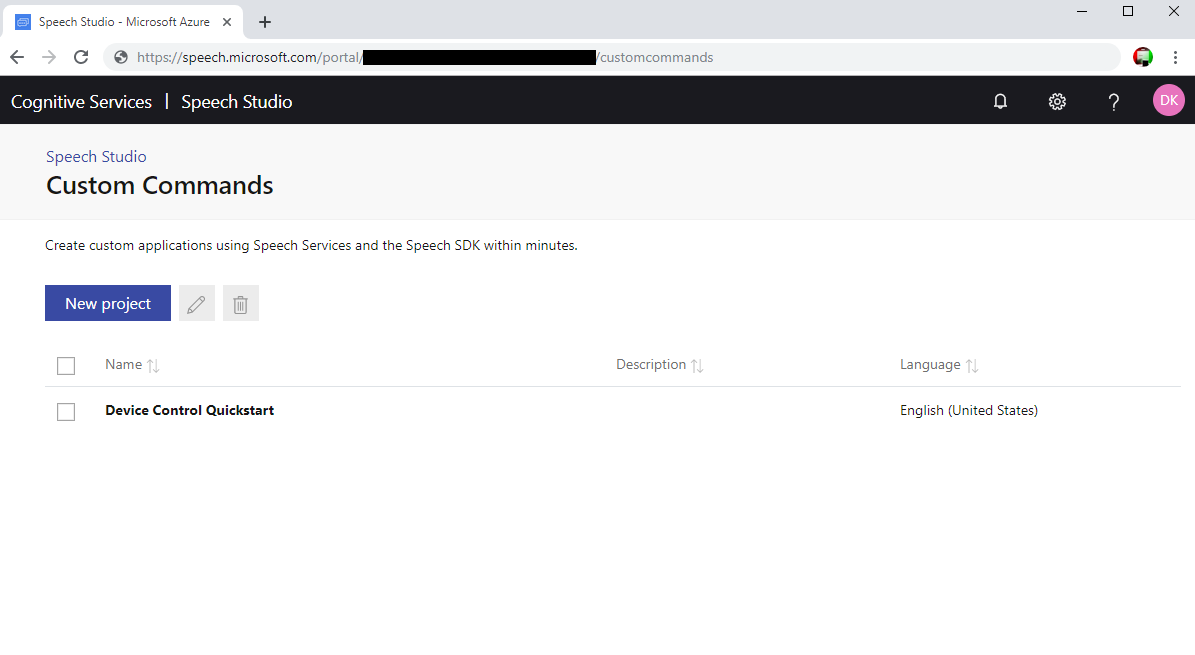 Speech Studio - Microsoft Azure
https://speech.microsoft.com/portal/ /customcommands
Cognitive Services | Speech Studio
DK
Speech Studio
Custom Commands
Create custom applications using Speech Services and the Speech SDK within minutes.
New project
Name Description Language
Device Control Quickstart English (United States)